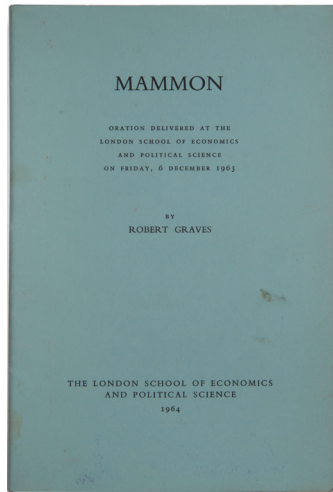 MAMMON
ORATION DELIVERED AT THE
LONDON SCHOOL OF ECONOMICS
AND POLITICAL SCIENCE
ON FRIDAY, 6 DECEMBER 1963
BY
ROBERT GRAVES
THE LONDON SCHOOL OF ECONOMICS
AND POLITICAL SCIENCE
1964